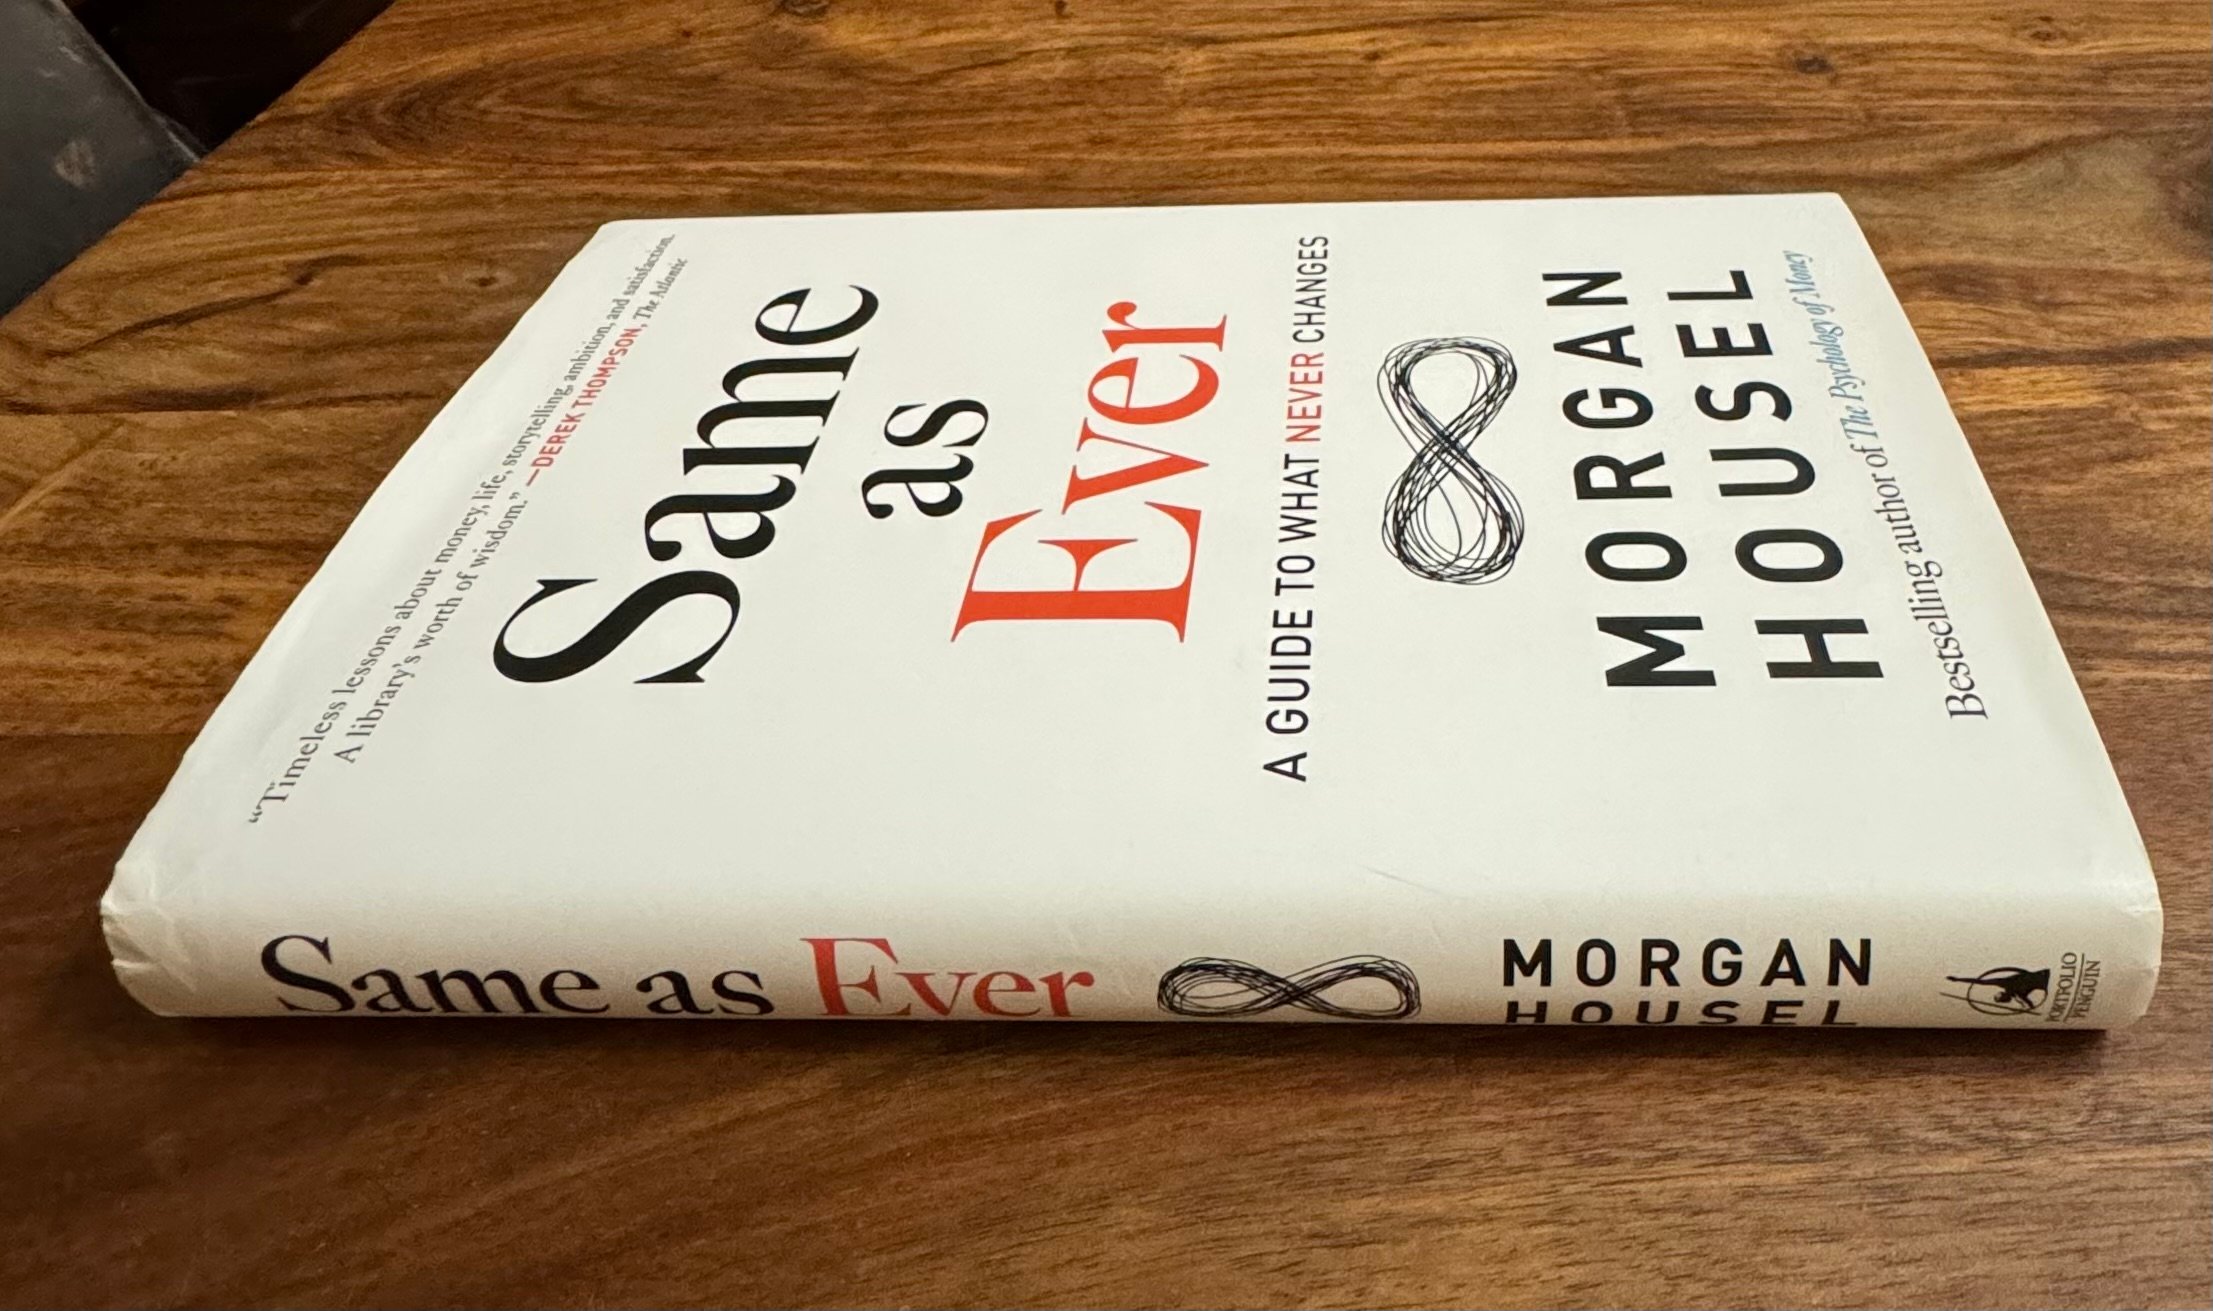 “Timeless lessons about money, life, storytelling, ambition, and satisfaction.
A library’s worth of wisdom.” —DEREK THOMPSON, The Atlantic
Same
as
Ever
A GUIDE TO WHAT NEVER CHANGES
MORGAN
HOUSEL
Bestselling author of The Psychology of Money
Same as Ever
MORGAN
HOUSEL
PORTFOLIO
PENGUIN